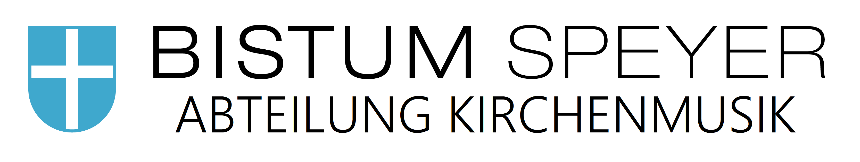 BISTUM SPEYER
ABTEILUNG KIRCHENMUSIK